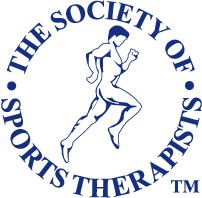 THE SOCIETY OF
• SPORTS THERAPISTS •
TM